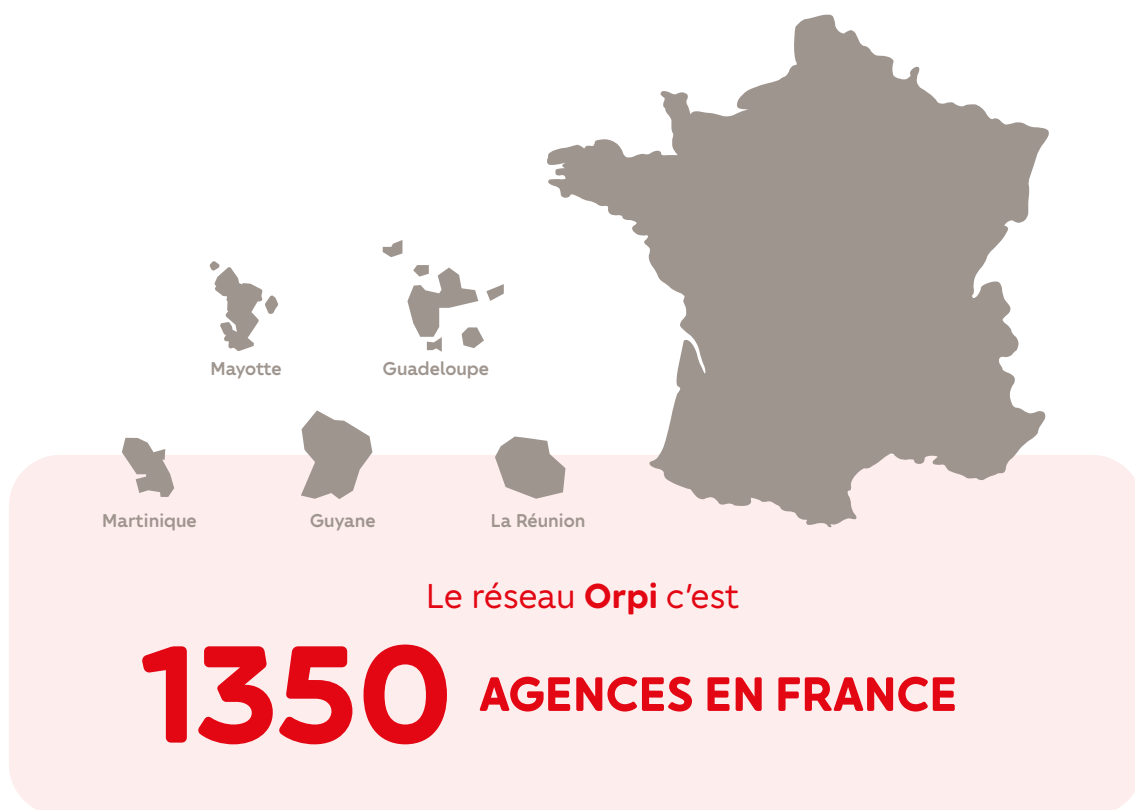 Mayotte
Guadeloupe
Martinique
Guyane
La Réunion
Le réseau Orpi c’est
1350 AGENCES EN FRANCE